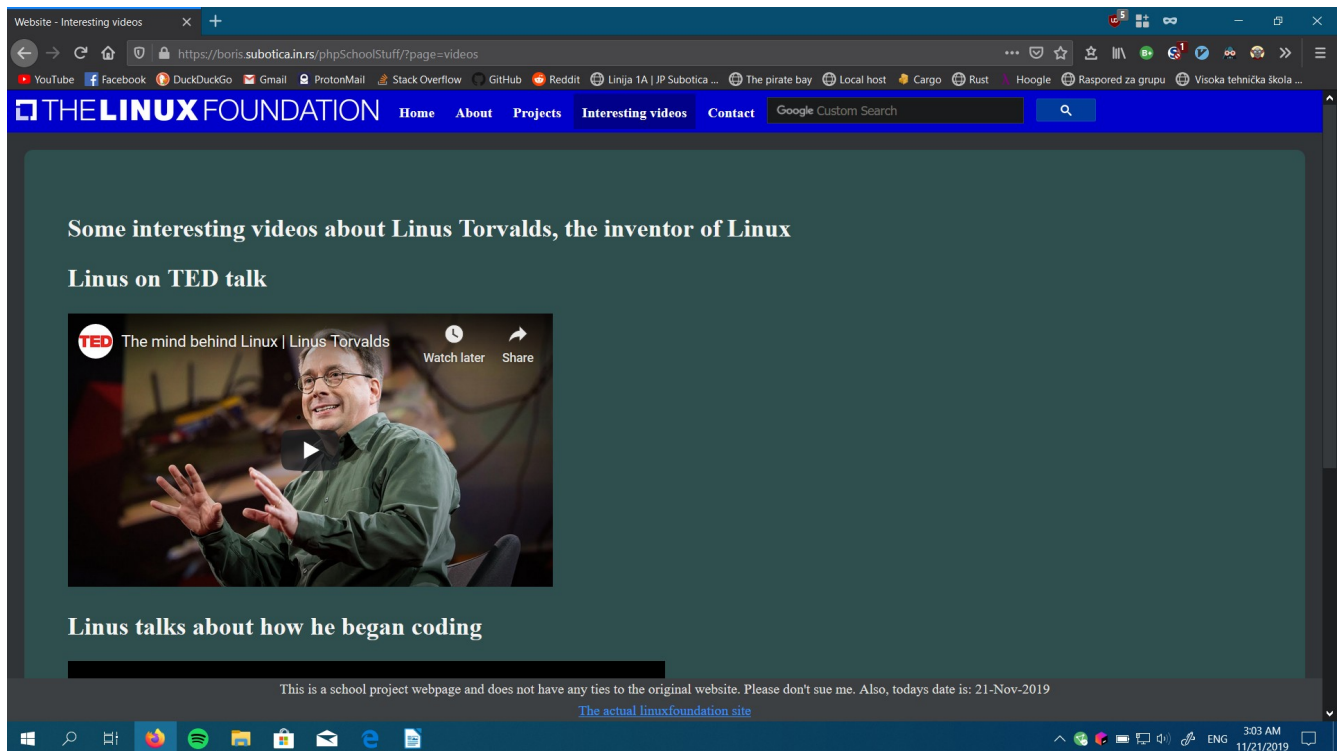 Website - Interesting videos
5
https://boris.subotica.in.rs/phpSchoolStuff/?page=videos
1
YouTube Facebook DuckDuckGo Gmail ProtonMail Stack Overflow GitHub Reddit Linija 1A | JP Subotica ... The pirate bay Local host Cargo Rust Hoogle Raspored za grupu Visoka tehnička škola ...
THE LINUX FOUNDATION Home About Projects Interesting videos Contact Google Custom Search
Some interesting videos about Linus Torvalds, the inventor of Linux
Linus on TED talk
TED The mind behind Linux | Linus Torvalds
Watch later Share
Linus talks about how he began coding
This is a school project webpage and does not have any ties to the original website. Please don't sue me. Also, todays date is: 21-Nov-2019
The actual linuxfoundation site
ENG
3:03 AM
11/21/2019